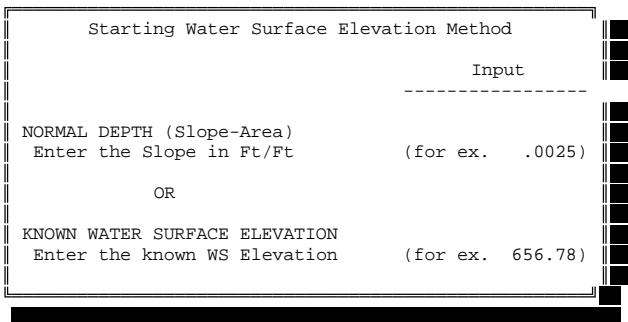 Starting Water Surface Elevation Method
Input
-----------------
NORMAL DEPTH (Slope-Area)
Enter the Slope in Ft/Ft (for ex. .0025)
OR
KNOWN WATER SURFACE ELEVATION
Enter the known WS Elevation (for ex. 656.78)